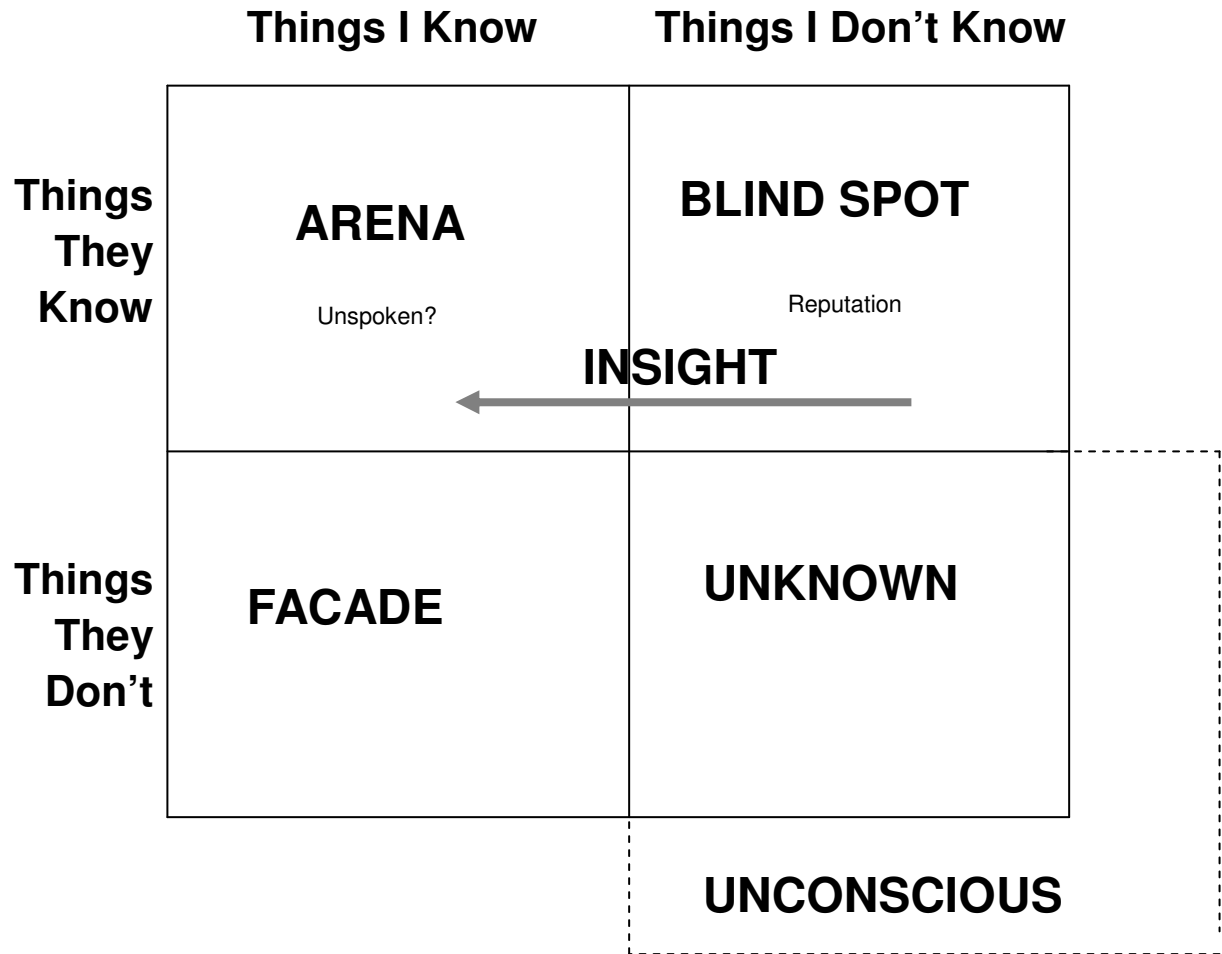 Things I Know
Things I Don’t Know
Things
They
Know
ARENA
Unspoken?
BLIND SPOT
Reputation
INSIGHT
Things
They
Don’t
FACADE
UNKNOWN
UNCONSCIOUS